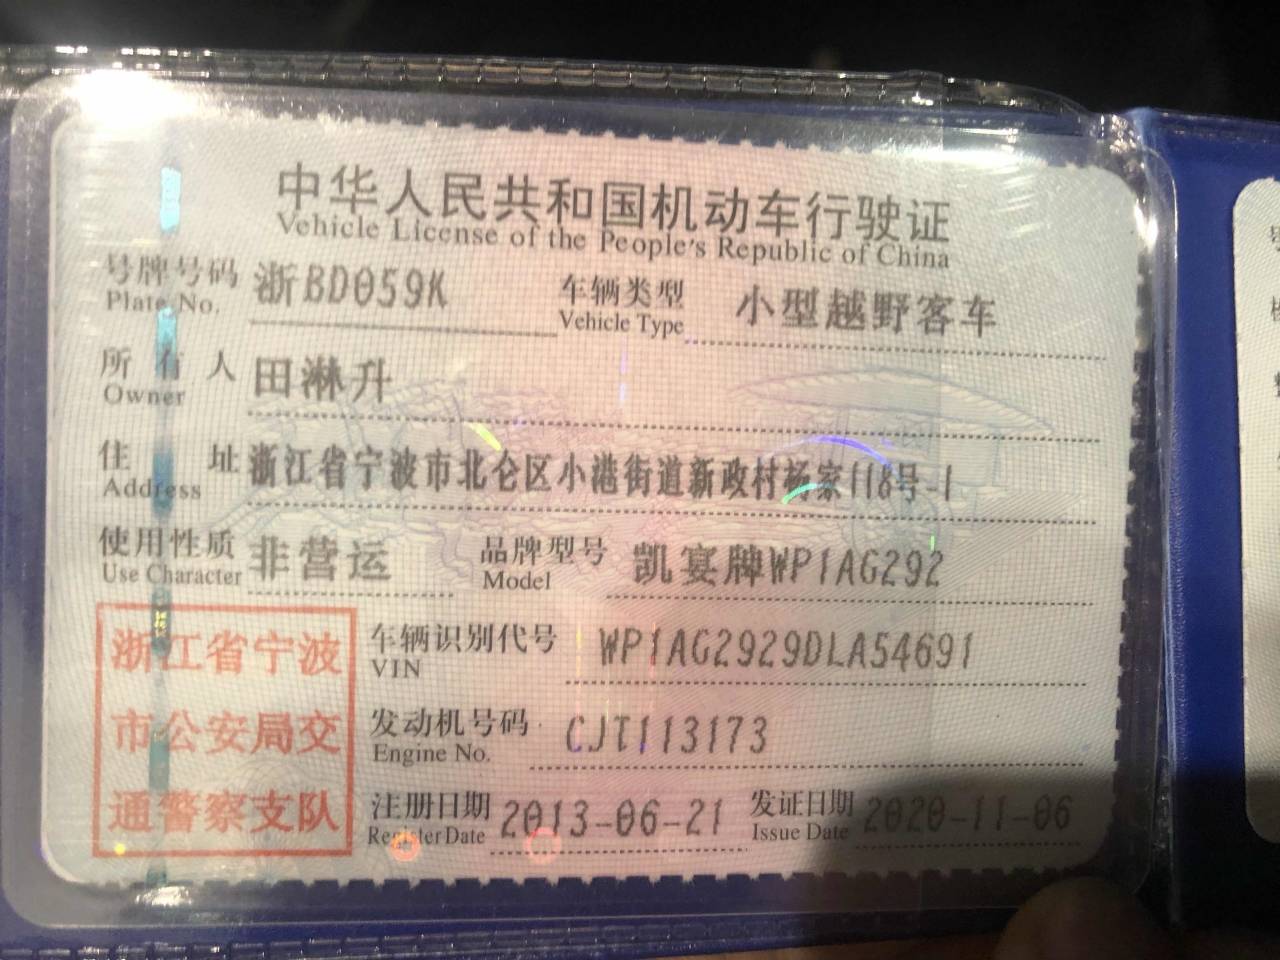 中华人民共和国机动车行驶证
Vehicle License of the People's Republic of China
号牌号码 浙BD059K 车辆类型 小型越野客车
Plate No. Vehicle Type
所有人 田淋升
Owner
住址 浙江省宁波市北仑区小港街道新政村杨家118号-1
Address
使用性质 非营运 品牌型号 凯宴牌WP1AG292
Use Character Model
浙江省宁波 车辆识别代号 WP1AG2929DLA54691
VIN
市公安局交 发动机号码 CJT113173
Engine No.
通警察支队 注册日期 2013-06-21 发证日期 2020-11-06
Register Date Issue Date